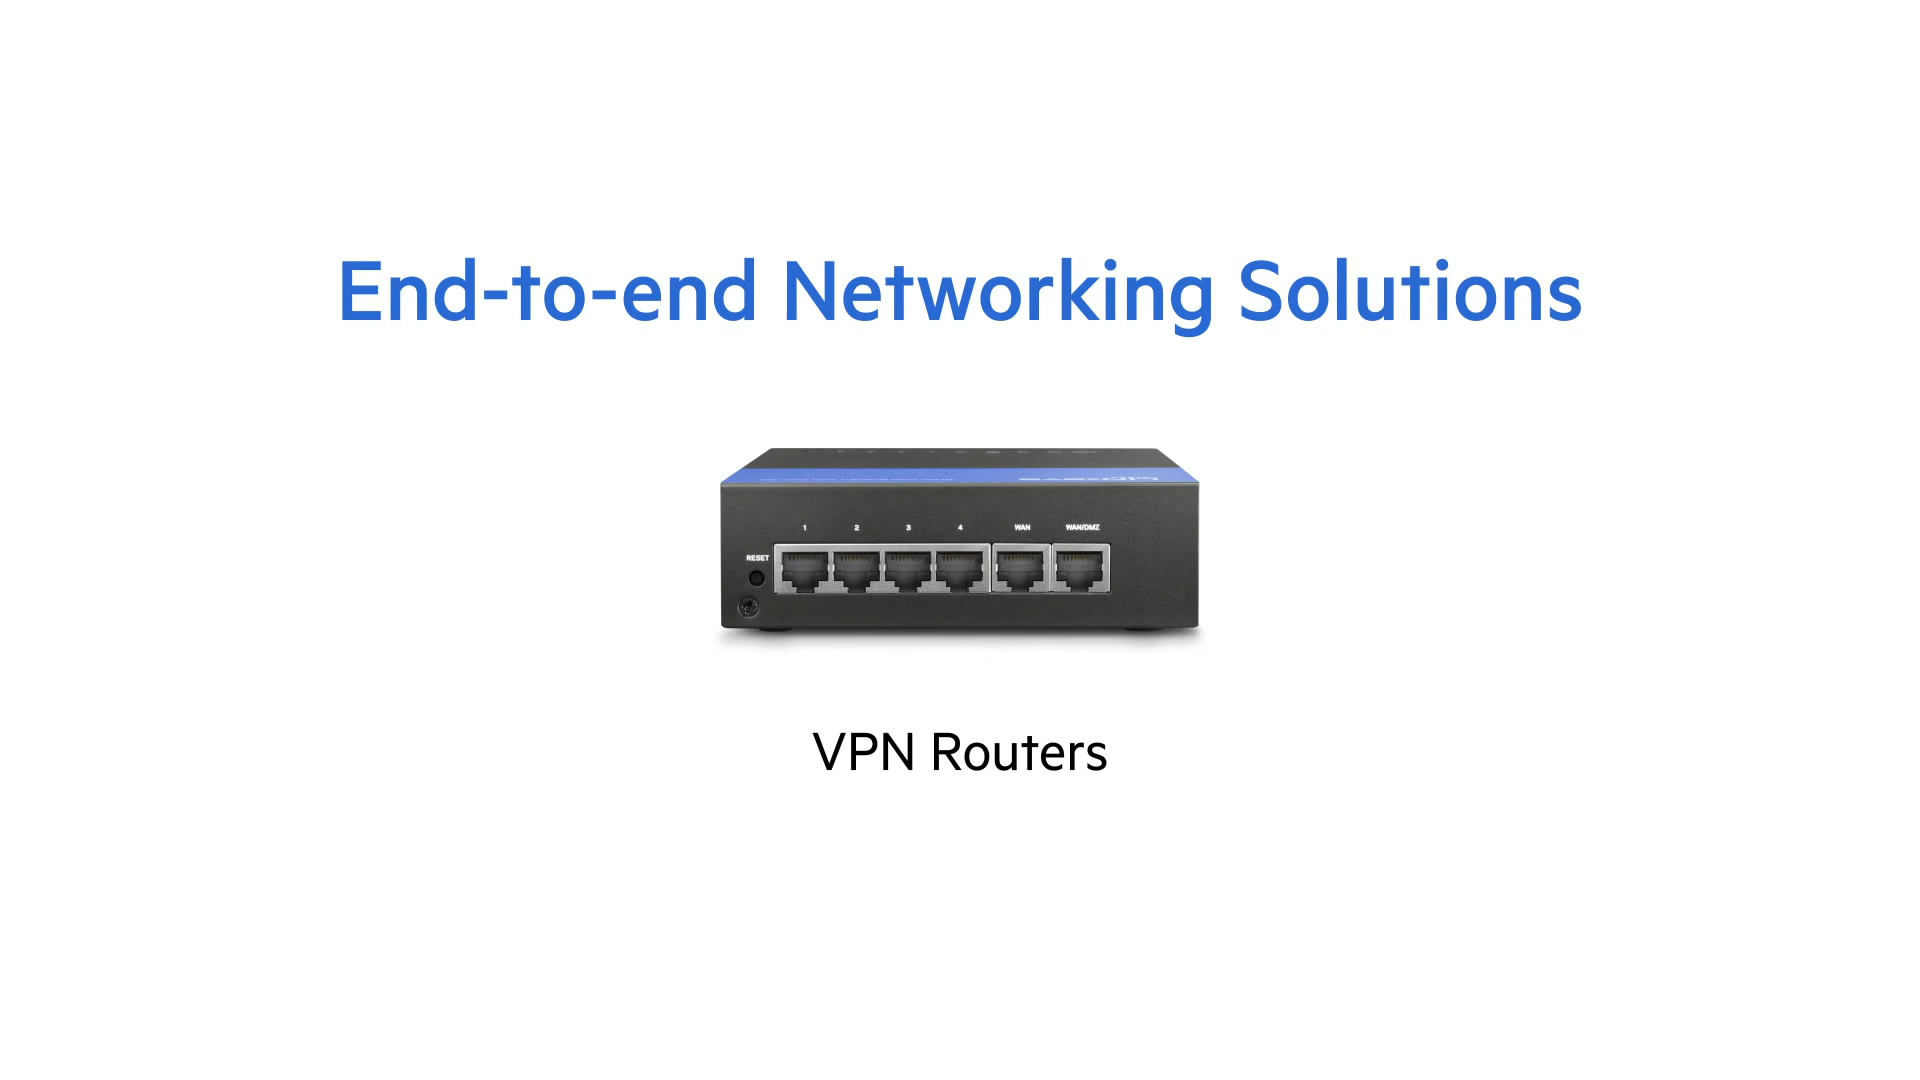 End-to-end Networking Solutions
1 2 3 4 WAN WAN/DMZ
RESET
VPN Routers